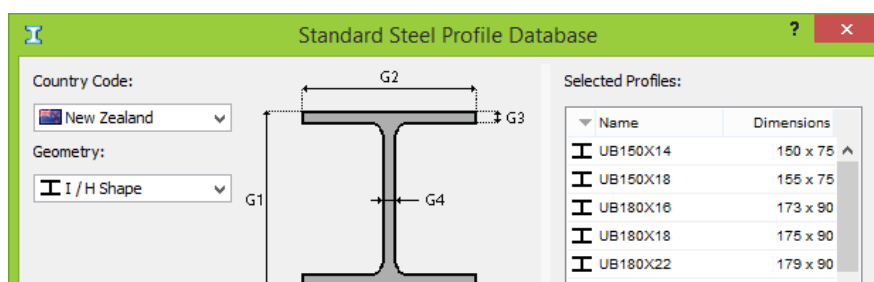 Standard Steel Profile Database
?
×
Country Code:
New Zealand
Geometry:
I / H Shape
G2
G3
G1
G4
Selected Profiles:
Name Dimensions
UB150X14 150 x 75
UB150X18 155 x 75
UB180X16 173 x 90
UB180X18 175 x 90
UB180X22 179 x 90